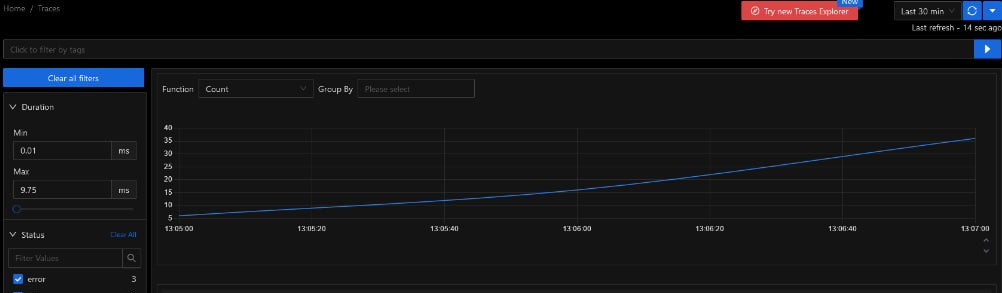 Home / Traces
Try new Traces Explorer
New
Last 30 min
Last refresh - 14 sec ago
Click to filter by tags
Clear all filters
Function
Count
Group By
Please select
Duration
Min
0.01
ms
Max
9.75
ms
Status
Clear All
Filter Values
error
3
40
35
30
25
20
15
10
5
13:05:00
13:05:20
13:05:40
13:06:00
13:06:20
13:06:40
13:07:00